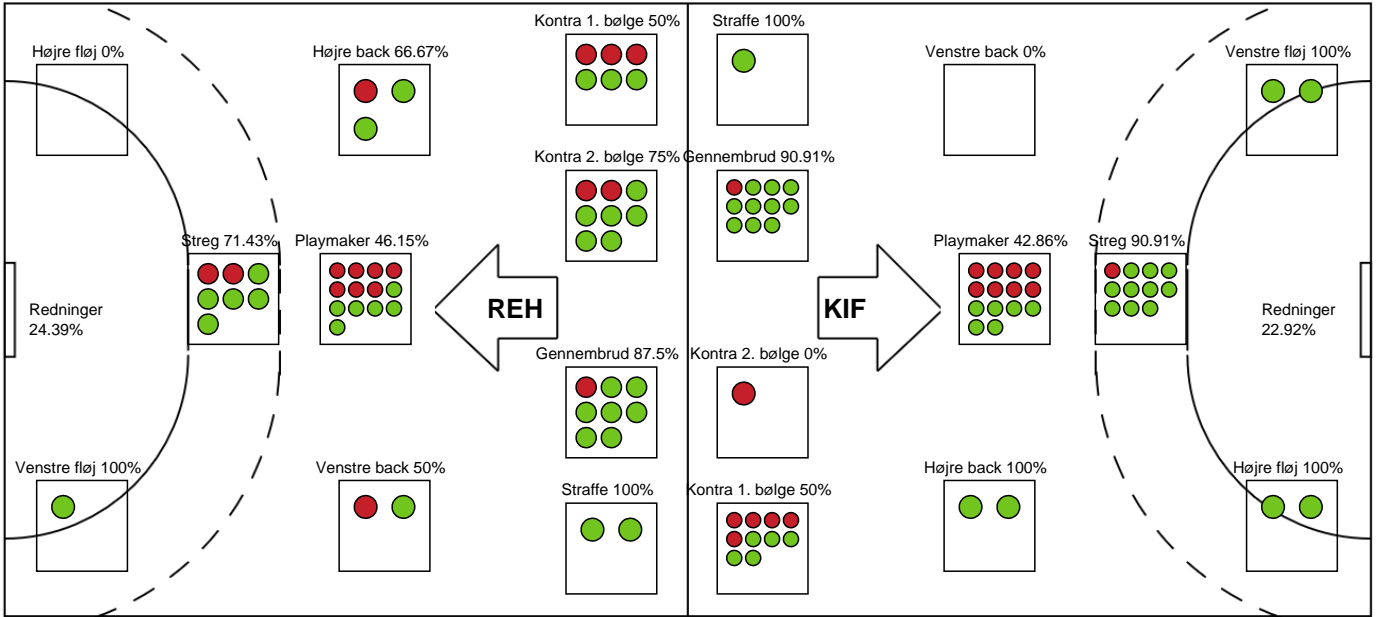 Kontra 1. bølge 50%
Straffe 100%
Højre fløj 0%
Højre back 66.67%
Venstre back 0%
Venstre fløj 100%
Kontra 2. bølge 75%
Gennembrud 90.91%
Streg 71.43%
Playmaker 46.15%
Playmaker 42.86%
Streg 90.91%
Redninger
24.39%
REH
KIF
Redninger
22.92%
Gennembrud 87.5%
Kontra 2. bølge 0%
Venstre fløj 100%
Venstre back 50%
Højre back 100%
Højre fløj 100%
Straffe 100%
Kontra 1. bølge 50%